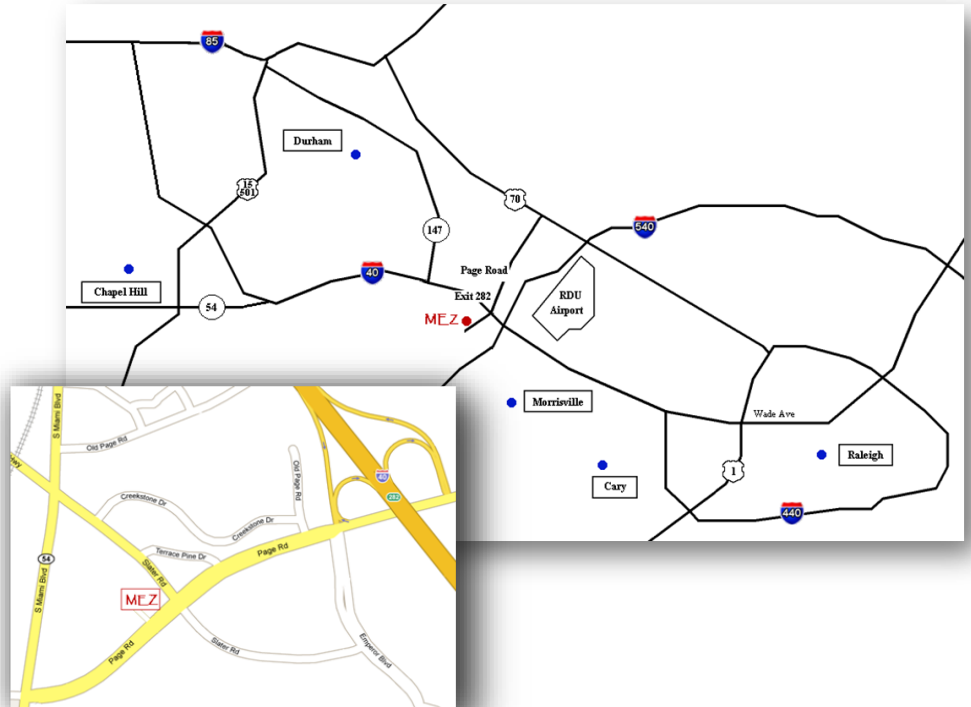 85
Durham
15
501
70
147
540
Page Road
40
Chapel Hill
Exit 282
RDU
Airport
54
MEZ
Morrisville
Wade Ave
Raleigh
1
Cary
440
S Miami Blvd
Old Page Rd
Old Page Rd
40
282
Creekstone Dr
Creekstone Dr
Page Rd
54
Terrace Pine Dr
Slater Rd
S Miami Blvd
MEZ
Slater Rd
Page Rd
Emperor Blvd